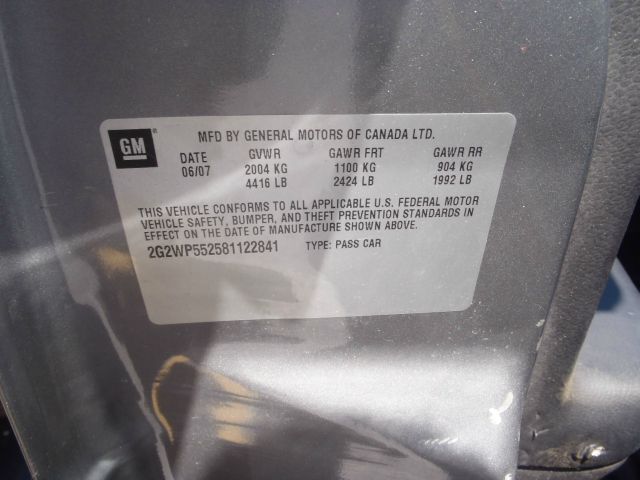 GM
MFD BY GENERAL MOTORS OF CANADA LTD.
DATE GVWR GAWR FRT GAWR RR
06/07 2004 KG 1100 KG 904 KG
4416 LB 2424 LB 1992 LB
THIS VEHICLE CONFORMS TO ALL APPLICABLE U.S. FEDERAL MOTOR
VEHICLE SAFETY, BUMPER, AND THEFT PREVENTION STANDARDS IN
EFFECT ON THE DATE OF MANUFACTURE SHOWN ABOVE.
2G2WP552581122841 TYPE: PASS CAR